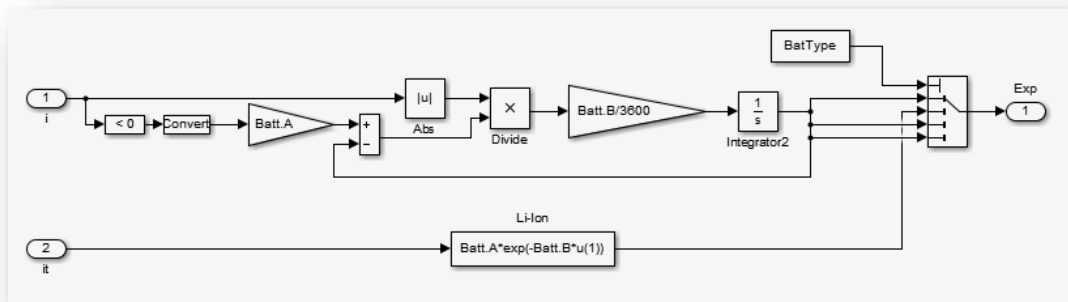 BatType
Exp
1
1
i
|u|
Abs
×
Divide
Batt.B/3600
1
s
Integrator2
< 0
Convert
Batt.A
+
−
Li-Ion
2
it
Batt.A*exp(-Batt.B*u(1))